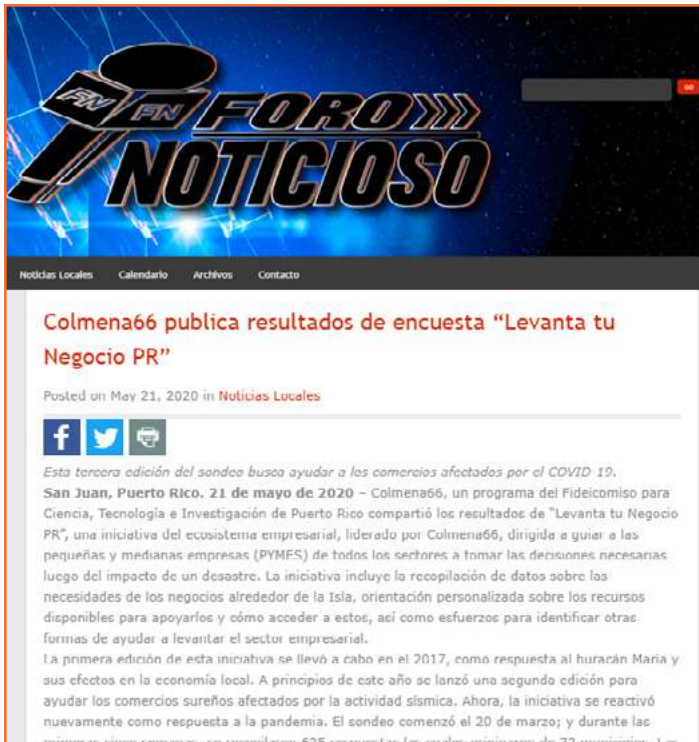 FN FN FORO
NOTICIOSO
GO
Noticias Locales Calendario Archivos Contacto
Colmena66 publica resultados de encuesta “Levanta tu
Negocio PR”
Posted on May 21, 2020 in Noticias Locales
Esta tercera edición del sondeo busca ayudar a los comercios afectados por el COVID-19.
San Juan, Puerto Rico. 21 de mayo de 2020 – Colmena66, un programa del Fideicomiso para
Ciencia, Tecnología e Investigación de Puerto Rico compartió los resultados de “Levanta tu Negocio
PR”, una iniciativa del ecosistema empresarial, liderado por Colmena66, dirigida a guiar a las
pequeñas y medianas empresas (PYMES) de todos los sectores a tomar las decisiones necesarias
luego del impacto de un desastre. La iniciativa incluye la recopilación de datos sobre las
necesidades de los negocios alrededor de la Isla, orientación personalizada sobre los recursos
disponibles para apoyarlos y cómo acceder a estos, así como esfuerzos para identificar otras
formas de ayudar a levantar el sector empresarial.
La primera edición de esta iniciativa se llevó a cabo en el 2017, como respuesta al huracán María y
sus efectos en la economía local. A principios de este año se lanzó una segunda edición para
ayudar los comercios sureños afectados por la actividad sísmica. Ahora, la iniciativa se reactivó
nuevamente como respuesta a la pandemia. El sondeo comenzó el 20 de marzo; y durante las